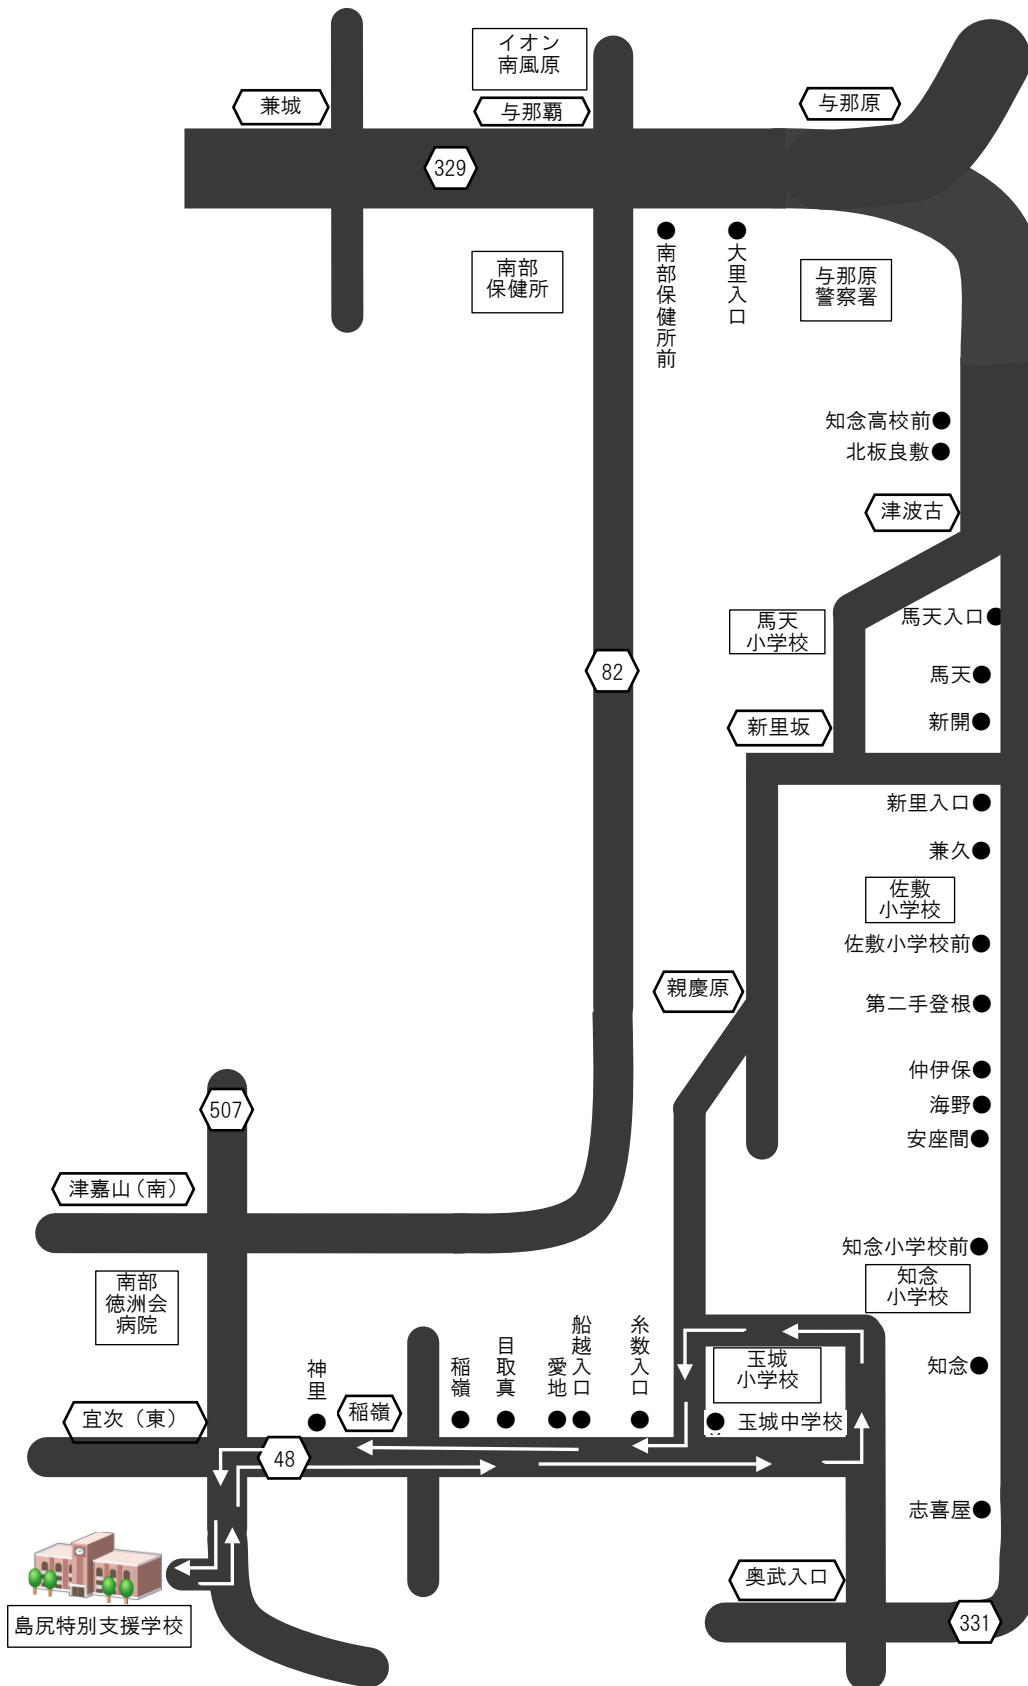 イオン
南風原
兼城
与那覇
与那原
329
南部
保健所
南部保健所前
大里入口
与那原
警察署
知念高校前
北板良敷
津波古
馬天
小学校
馬天入口
82
馬天
新里坂
新開
新里入口
兼久
佐敷
小学校
佐敷小学校前
親慶原
第二手登根
仲伊保
507
海野
安座間
津嘉山（南）
知念小学校前
南部
徳洲会
病院
知念
小学校
神里
稲嶺
目取真
愛地
船越入口
糸数入口
玉城
小学校
知念
宜次（東）
稲嶺
玉城中学校
48
志喜屋
奥武入口
島尻特別支援学校
331